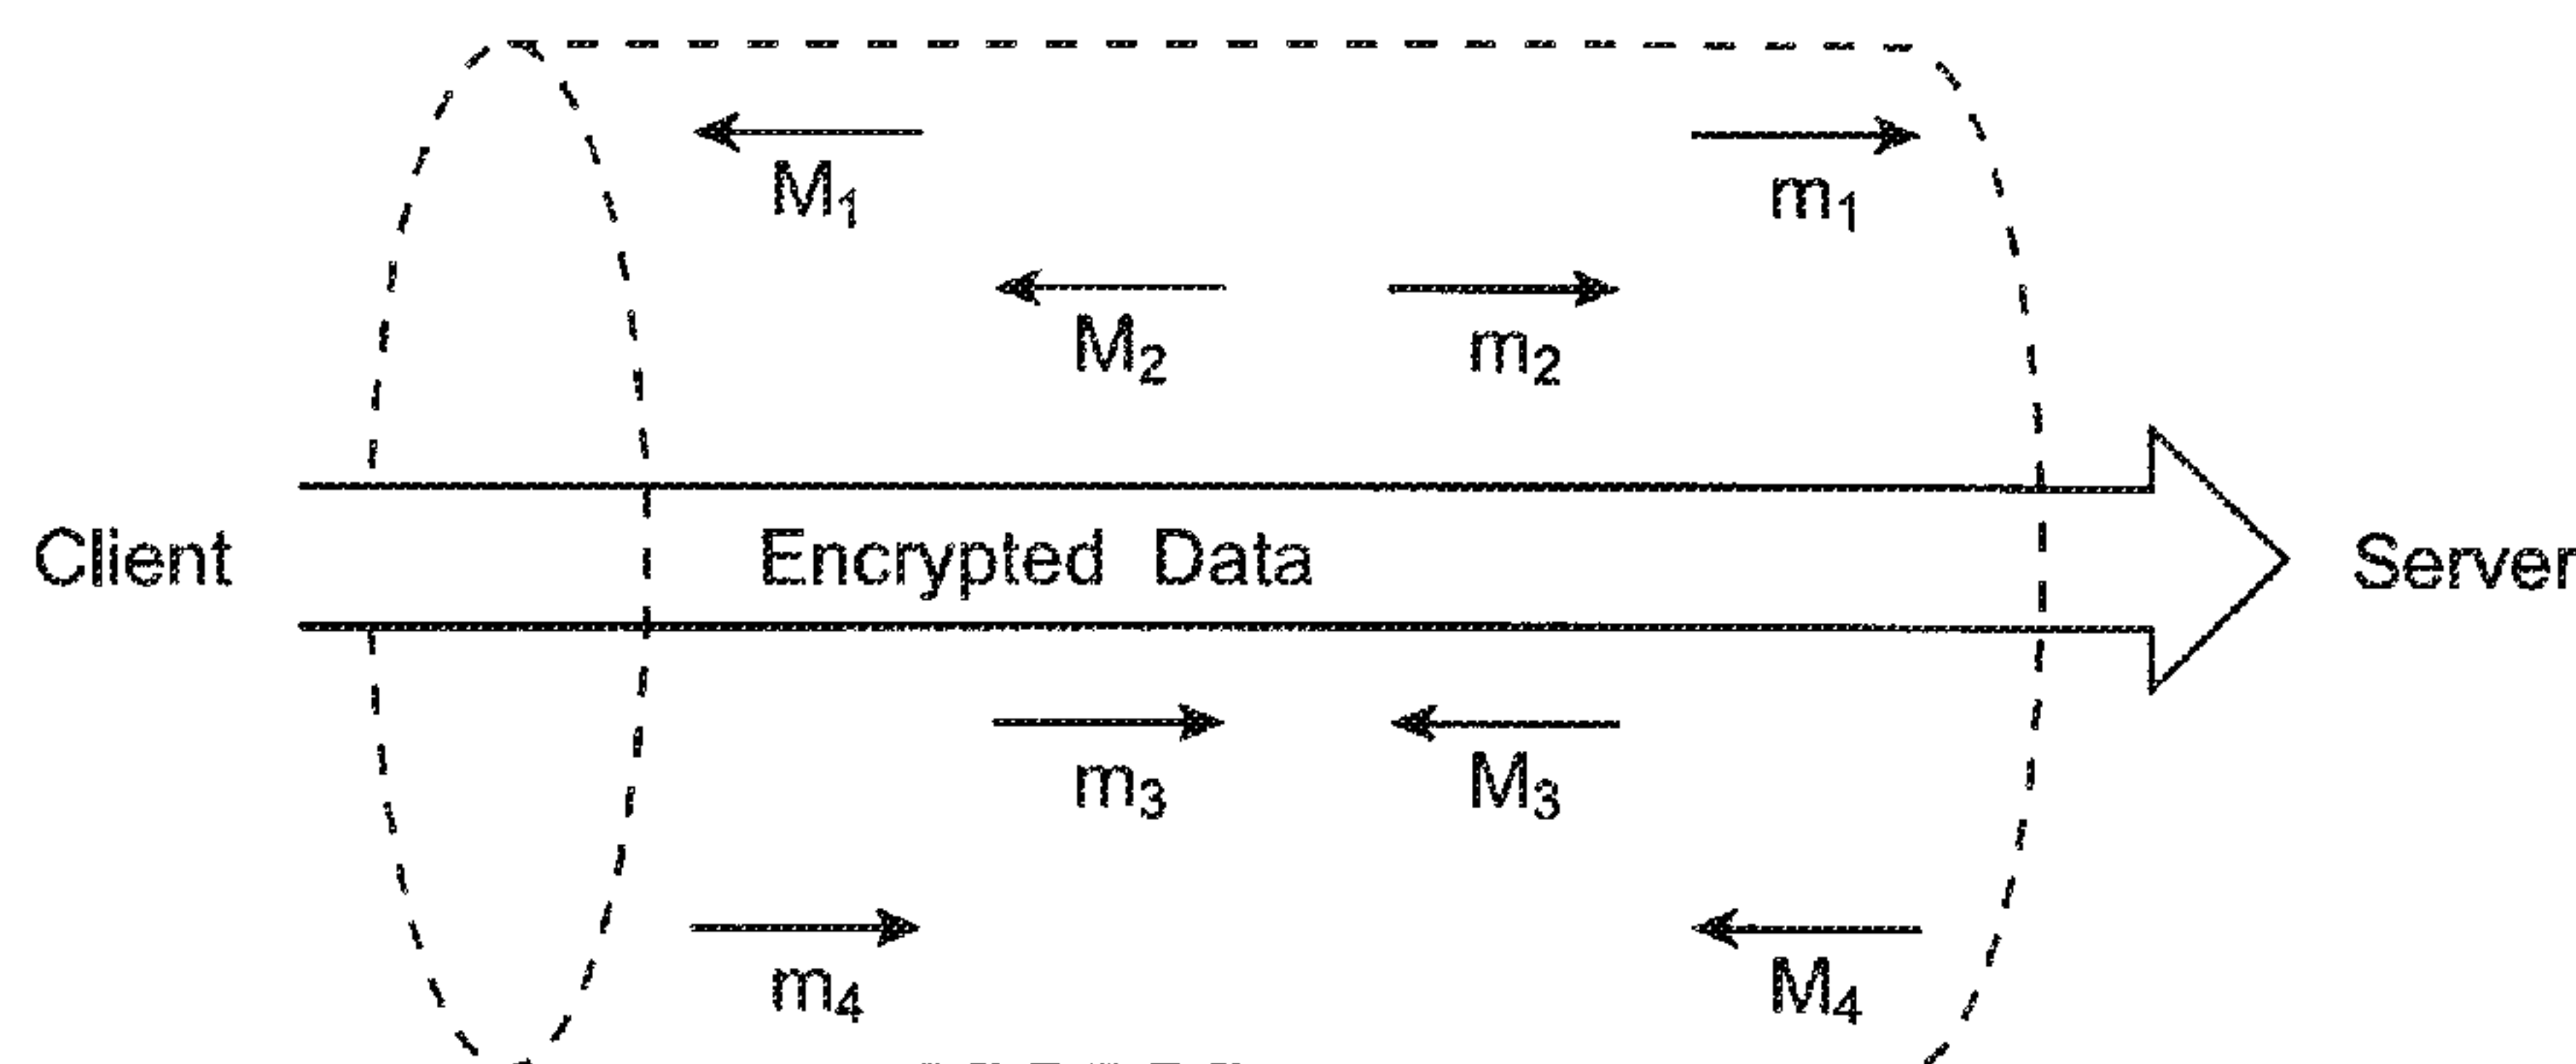 M₁ m₁
M₂ m₂
Client Encrypted Data Server
m₃ M₃
m₄ M₄